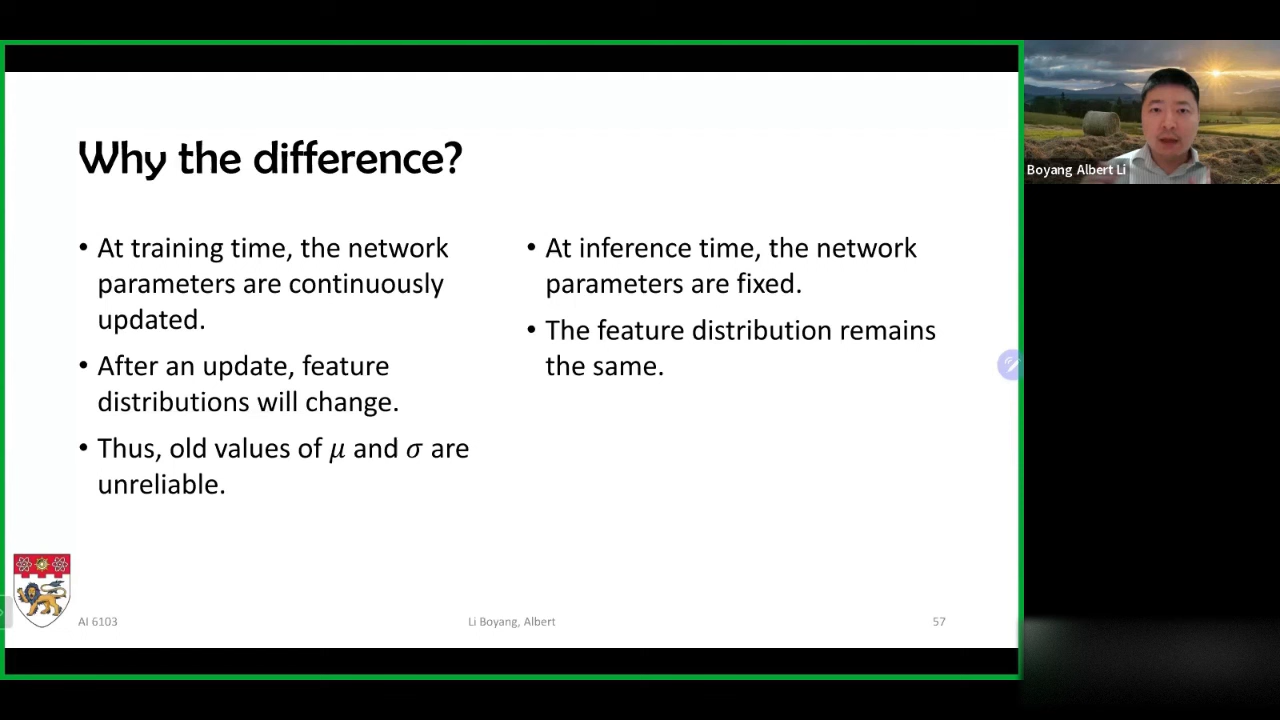 Why the difference?
• At training time, the network
parameters are continuously
updated.
• After an update, feature
distributions will change.
• Thus, old values of μ and σ are
unreliable.
• At inference time, the network
parameters are fixed.
• The feature distribution remains
the same.
AI 6103
Li Boyang, Albert
57
Boyang Albert Li